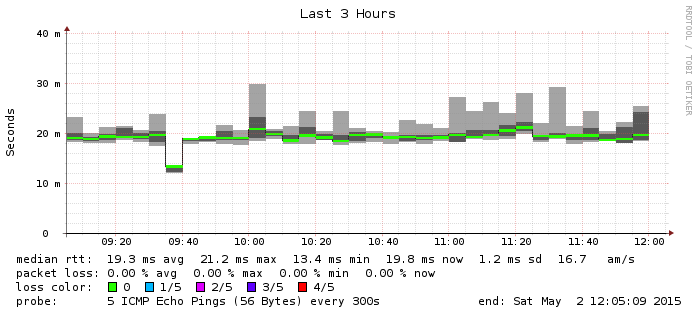 Last 3 Hours
RRDTOOL / TOBI OETIKER
Seconds
40 m
30 m
20 m
10 m
0
09:20 09:40 10:00 10:20 10:40 11:00 11:20 11:40 12:00
median rtt: 19.3 ms avg 21.2 ms max 13.4 ms min 19.8 ms now 1.2 ms sd 16.7 am/s
packet loss: 0.00 % avg 0.00 % max 0.00 % min 0.00 % now
loss color: 0 1/5 2/5 3/5 4/5
probe: 5 ICMP Echo Pings (56 Bytes) every 300s end: Sat May 2 12:05:09 2015